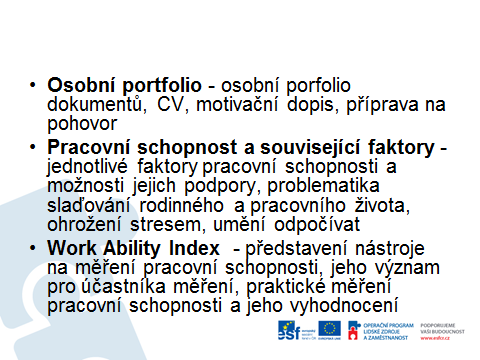 • Osobní portfolio - osobní porfolio
dokumentů, CV, motivační dopis, příprava na
pohovor
• Pracovní schopnost a související faktory -
jednotlivé faktory pracovní schopnosti a
možnosti jejich podpory, problematika
slaďování rodinného a pracovního života,
ohrožení stresem, umění odpočívat
• Work Ability Index - představení nástroje
na měření pracovní schopnosti, jeho význam
pro účastníka měření, praktické měření
pracovní schopnosti a jeho vyhodnocení
esf
EVROPSKÁ UNIE
OPERAČNÍ PROGRAM
LIDSKÉ ZDROJE
A ZAMĚSTNANOST
PODPORUJEME
VAŠI BUDOUCNOST
www.esfcr.cz